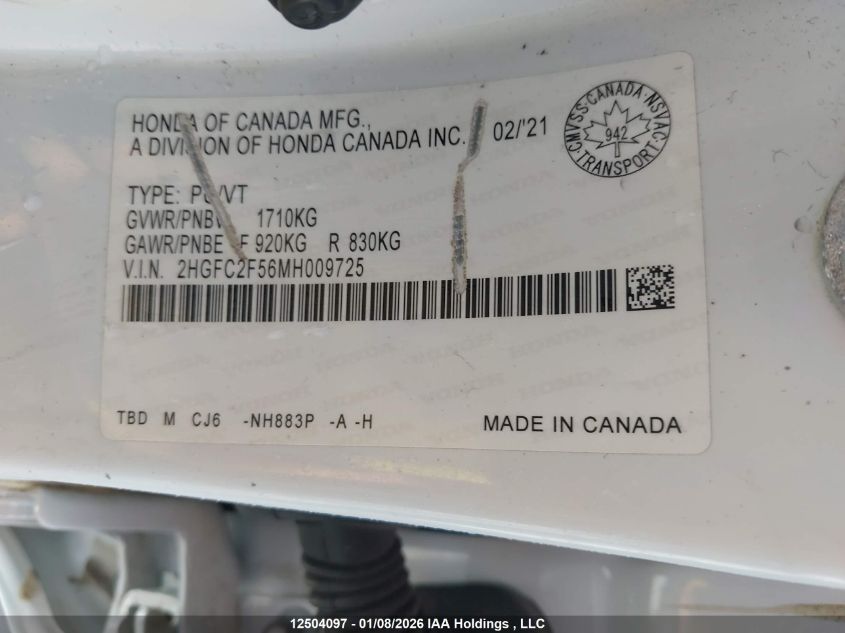 HONDA OF CANADA MFG.,
A DIVISION OF HONDA CANADA INC. 02/'21
CMVSS·CANADA·NSVAC
942
TRANSPORT
TYPE: PC/VT
GVWR/PNBV 1710KG
GAWR/PNBE F 920KG R 830KG
V.I.N. 2HGFC2F56MH009725
TBD M CJ6 -NH883P -A -H
MADE IN CANADA
12504097 - 01/08/2026 IAA Holdings , LLC